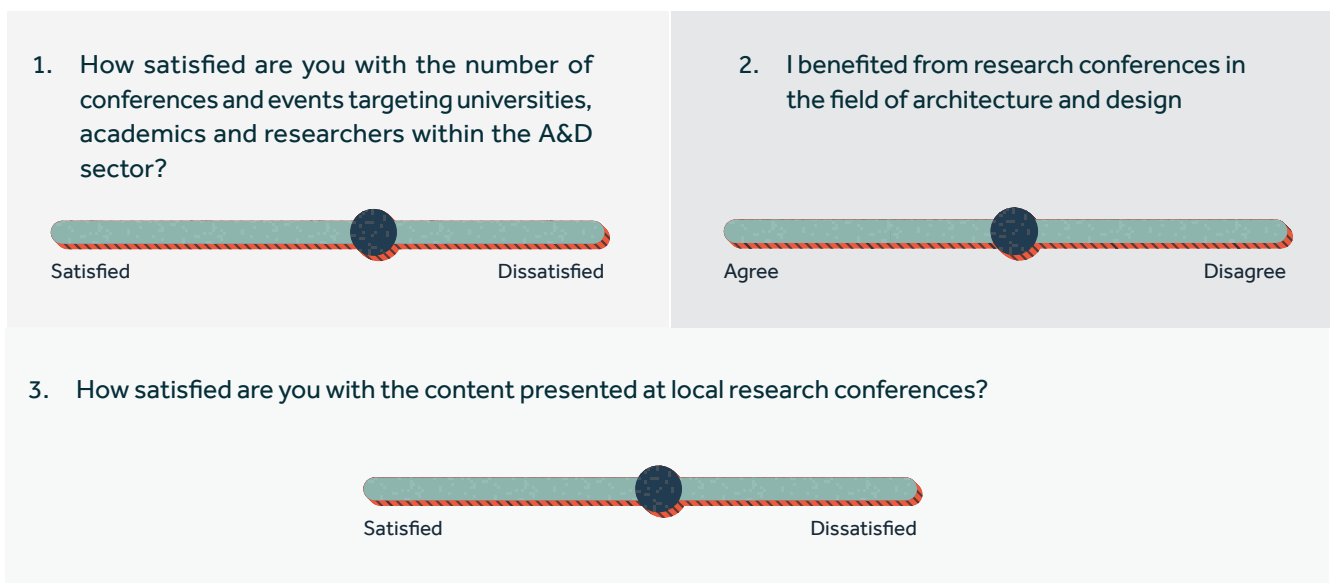 1. How satisfied are you with the number of
conferences and events targeting universities,
academics and researchers within the A&D
sector?
Satisfied
Dissatisfied
2. I benefited from research conferences in
the field of architecture and design
Agree
Disagree
3. How satisfied are you with the content presented at local research conferences?
Satisfied
Dissatisfied